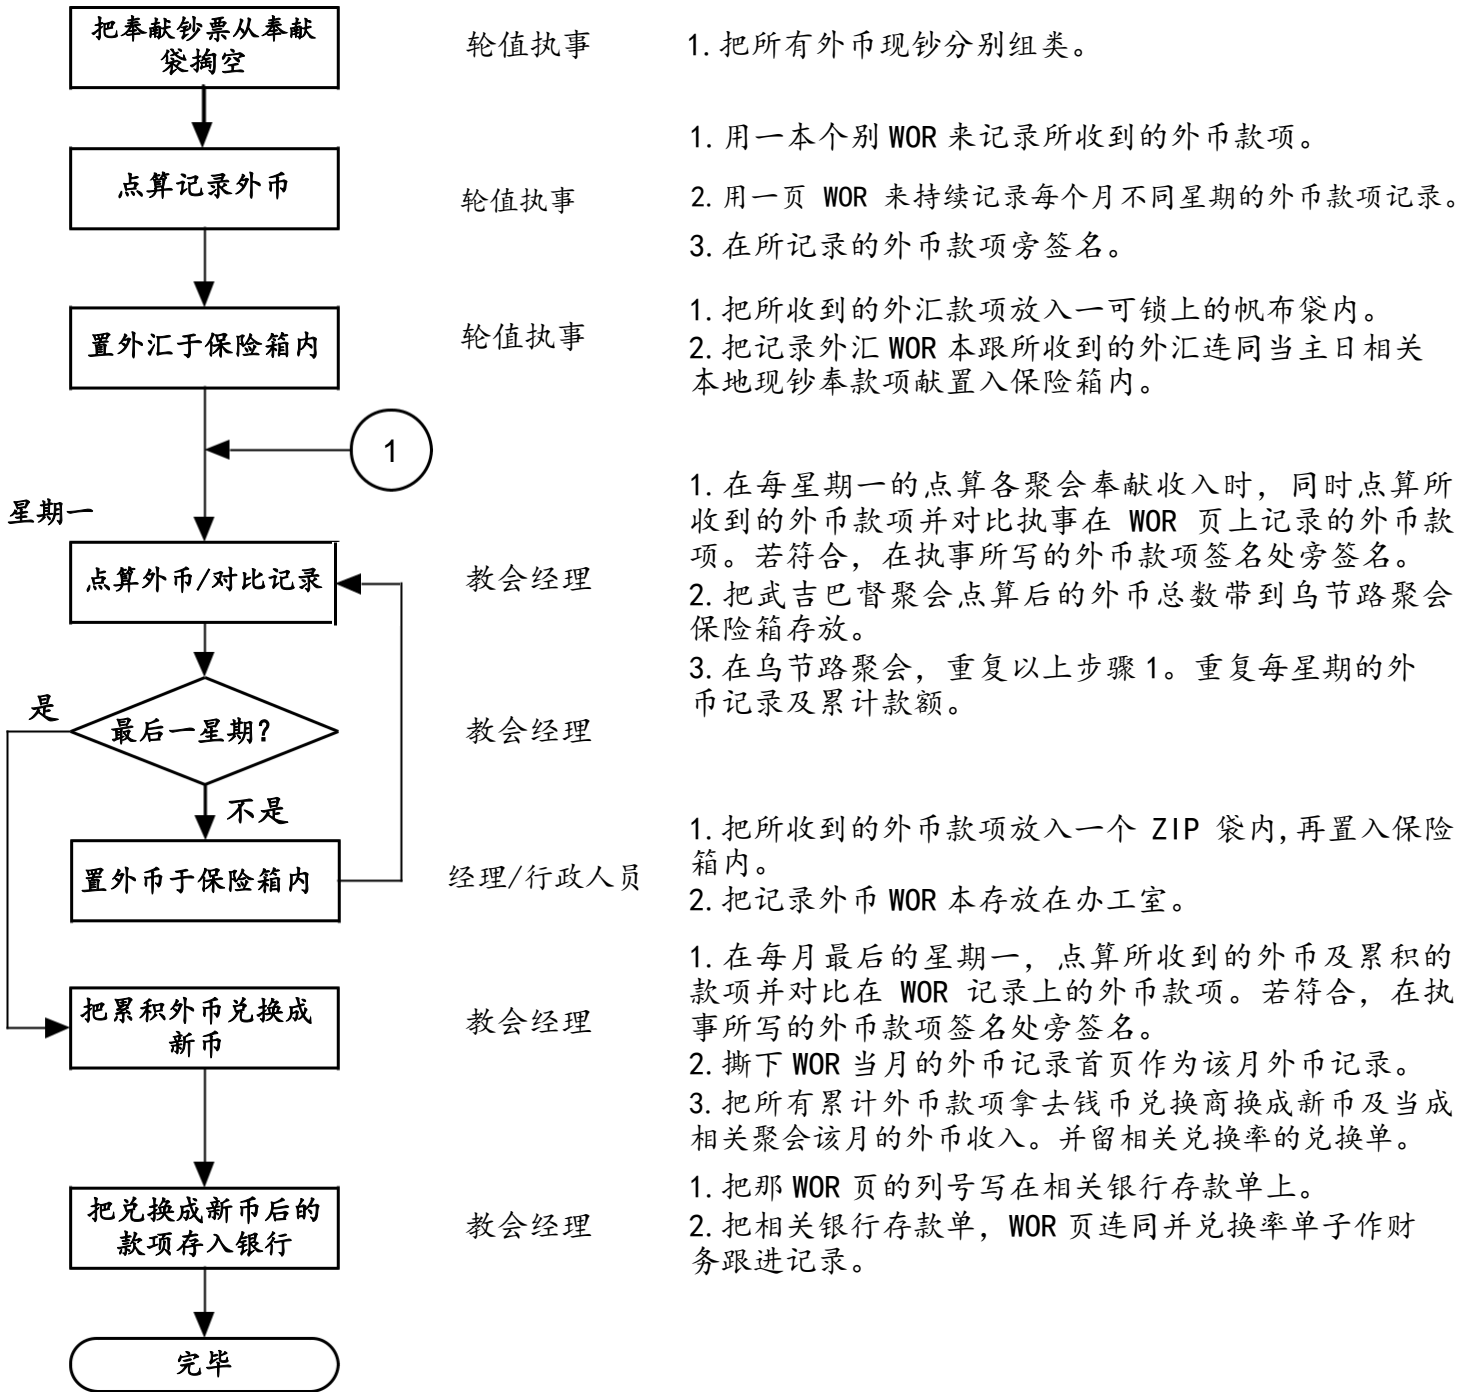 把奉献钞票从奉献
袋掏空
轮值执事
1.把所有外币现钞分别组类。
点算记录外币
轮值执事
1.用一本个别 WOR 来记录所收到的外币款项。
2.用一页 WOR 来持续记录每个月不同星期的外币款项记录。
3.在所记录的外币款项旁签名。
置外汇于保险箱内
轮值执事
1.把所收到的外汇款项放入一可锁上的帆布袋内。
2.把记录外汇 WOR 本跟所收到的外汇连同当主日相关
本地现钞奉款项献置入保险箱内。
1
星期一
点算外币/对比记录
教会经理
1.在每星期一的点算各聚会奉献收入时，同时点算所
收到的外币款项并对比执事在 WOR 页上记录的外币款
项。若符合，在执事所写的外币款项签名处旁签名。
2.把武吉巴督聚会点算后的外币总数带到乌节路聚会
保险箱存放。
3.在乌节路聚会，重复以上步骤 1。重复每星期的外
币记录及累计款额。
是
最后一星期？
教会经理
不是
置外币于保险箱内
经理/行政人员
1.把所收到的外币款项放入一个 ZIP 袋内,再置入保险
箱内。
2.把记录外币 WOR 本存放在办工室。
把累积外币兑换成
新币
教会经理
1.在每月最后的星期一，点算所收到的外币及累积的
款项并对比在 WOR 记录上的外币款项。若符合，在执
事所写的外币款项签名处旁签名。
2.撕下 WOR 当月的外币记录首页作为该月外币记录。
3.把所有累计外币款项拿去钱币兑换商换成新币及当成
相关聚会该月的外币收入。并留相关兑换率的兑换单。
把兑换成新币后的
款项存入银行
教会经理
1.把那 WOR 页的列号写在相关银行存款单上。
2.把相关银行存款单，WOR 页连同并兑换率单子作财
务跟进记录。
完毕